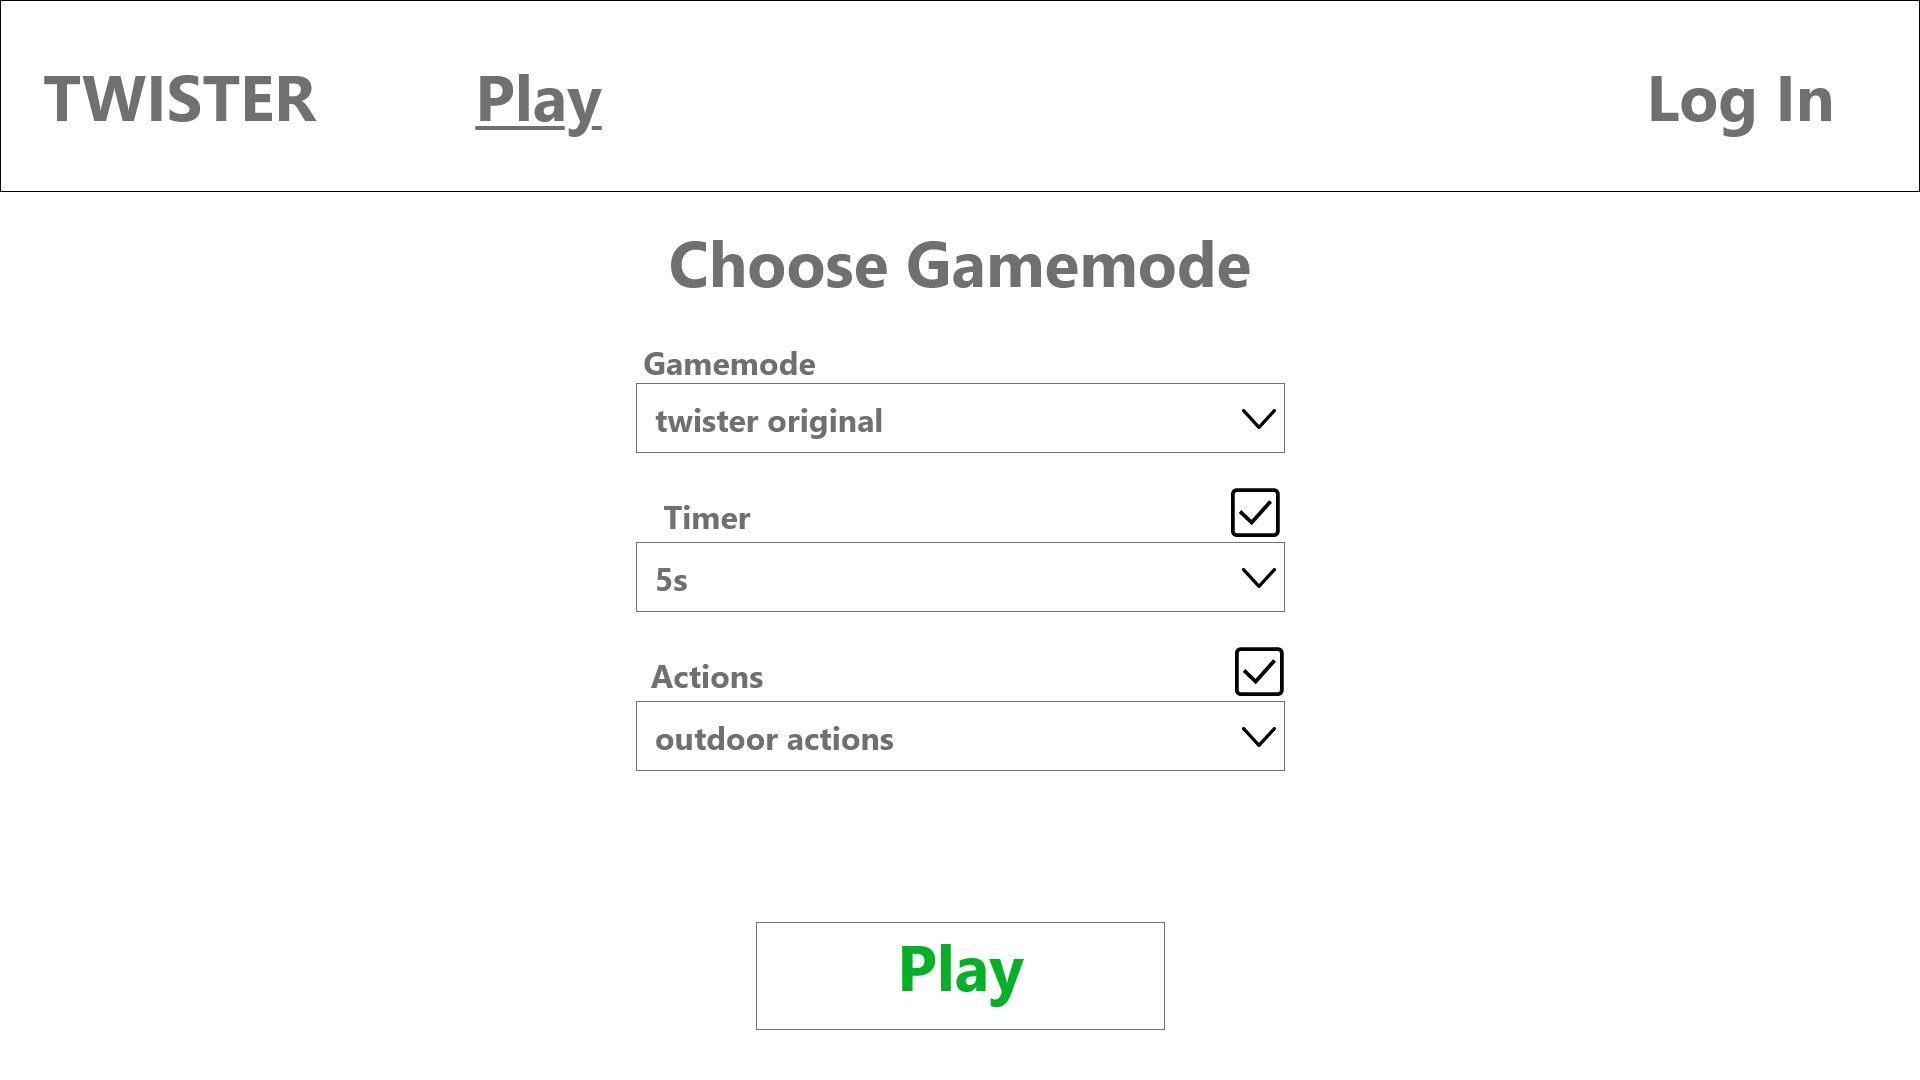 TWISTER Play Log In
Choose Gamemode
Gamemode
twister original
Timer
5s
Actions
outdoor actions
Play